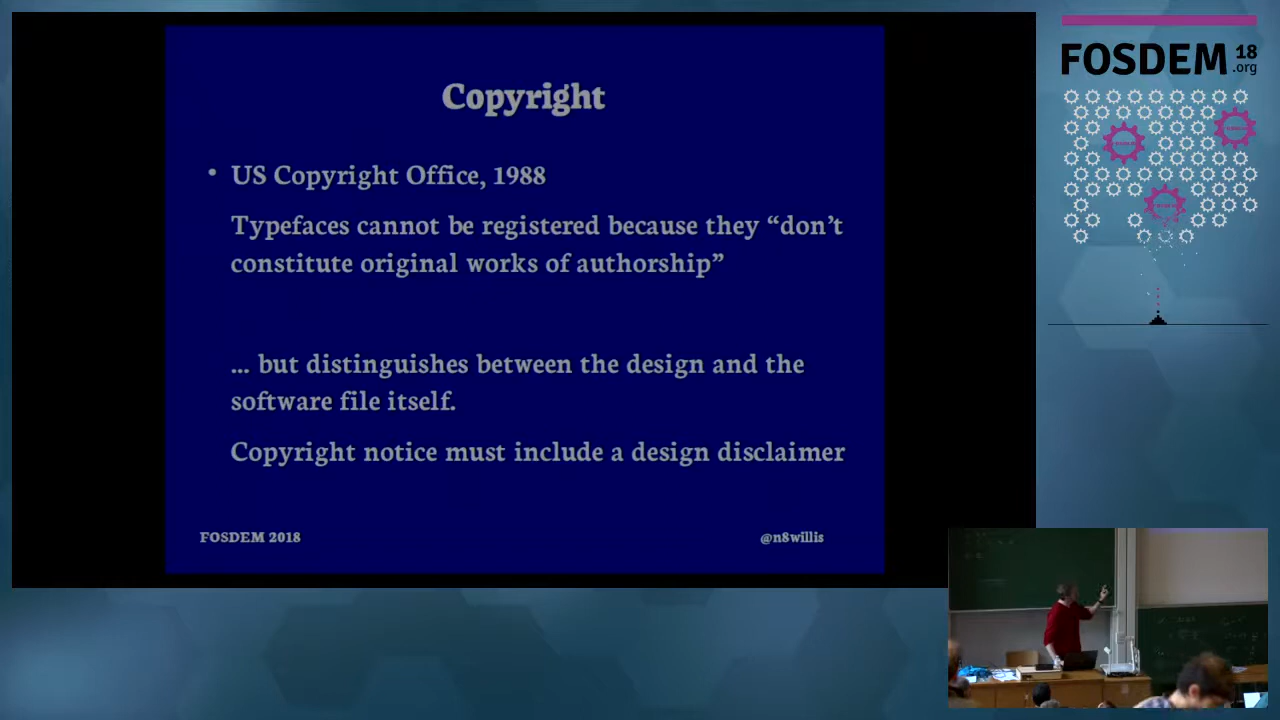 Copyright
• US Copyright Office, 1988
Typefaces cannot be registered because they “don’t
constitute original works of authorship”
... but distinguishes between the design and the
software file itself.
Copyright notice must include a design disclaimer
FOSDEM 2018
@n8willis
FOSDEM 18
.org